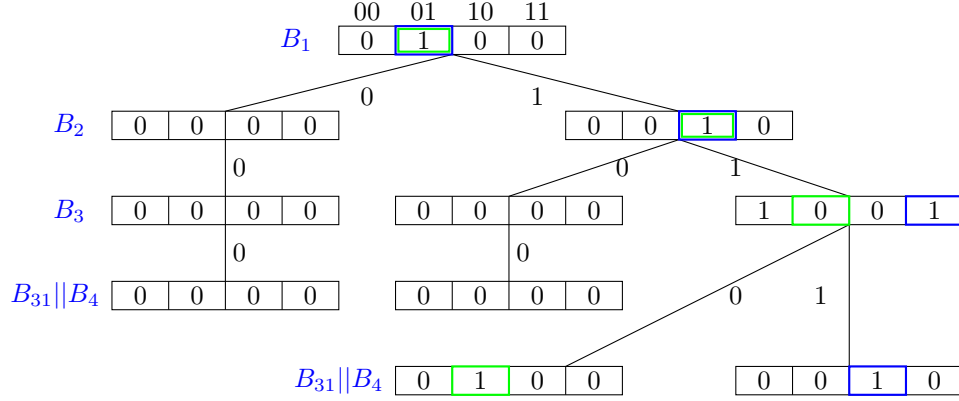 00 01 10 11
B₁ 0 1 0 0
0 1
B₂ 0 0 0 0 0 0 1 0
0 0 1
B₃ 0 0 0 0 0 0 0 0 1 0 0 1
0 0
B₃₁||B₄ 0 0 0 0 0 0 0 0 0 1
B₃₁||B₄ 0 1 0 0 0 0 1 0